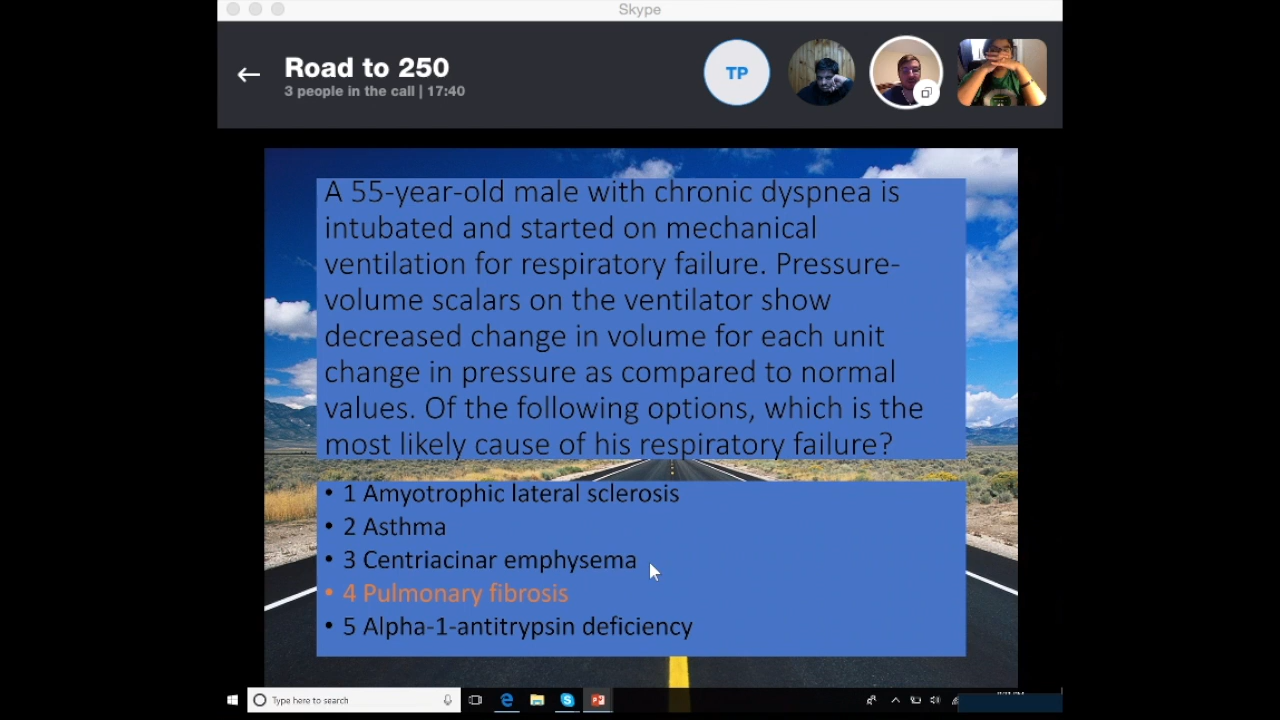 Skype
Road to 250
3 people in the call | 17:40
TP
A 55-year-old male with chronic dyspnea is
intubated and started on mechanical
ventilation for respiratory failure. Pressure-
volume scalars on the ventilator show
decreased change in volume for each unit
change in pressure as compared to normal
values. Of the following options, which is the
most likely cause of his respiratory failure?
• 1 Amyotrophic lateral sclerosis
• 2 Asthma
• 3 Centriacinar emphysema
• 4 Pulmonary fibrosis
• 5 Alpha-1-antitrypsin deficiency
Type here to search